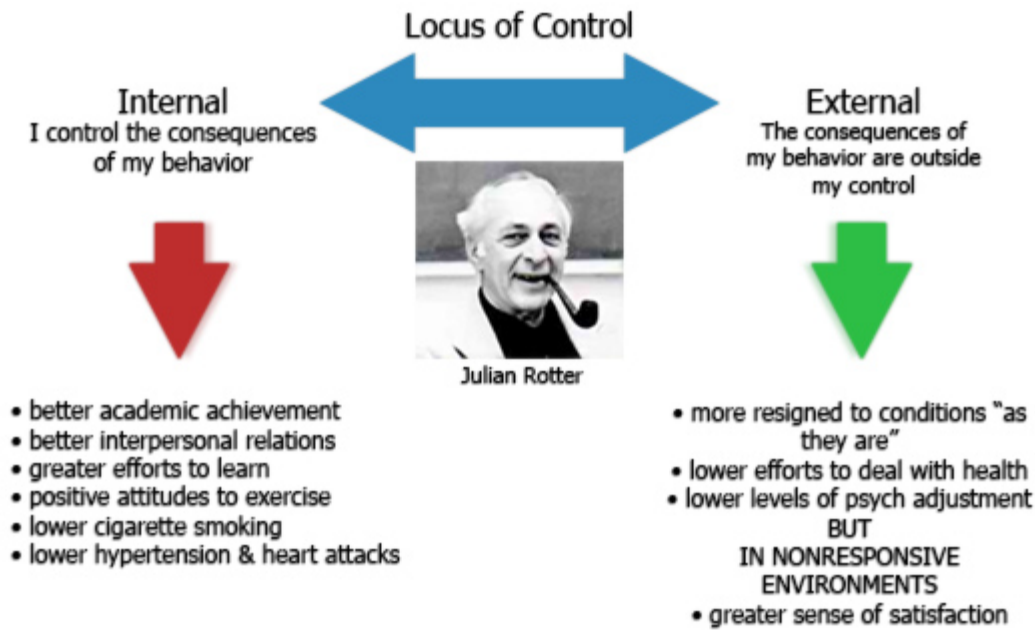 Locus of Control
Internal
I control the consequences
of my behavior
External
The consequences of
my behavior are outside
my control
Julian Rotter
• better academic achievement
• better interpersonal relations
• greater efforts to learn
• positive attitudes to exercise
• lower cigarette smoking
• lower hypertension & heart attacks
• more resigned to conditions “as
they are”
• lower efforts to deal with health
• lower levels of psych adjustment
BUT
IN NONRESPONSIVE
ENVIRONMENTS
• greater sense of satisfaction